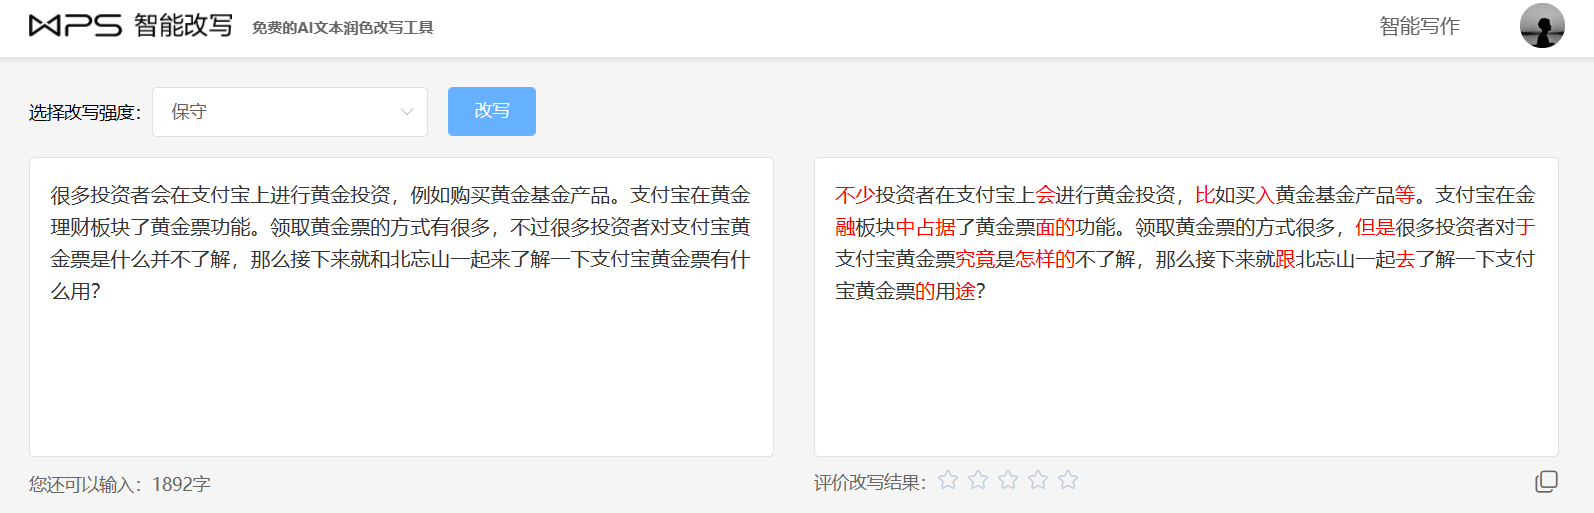 WPS 智能改写 免费的AI文本润色改写工具 智能写作
选择改写强度： 保守 改写
很多投资者会在支付宝上进行黄金投资，例如购买黄金基金产品。支付宝在黄金
理财板块了黄金票功能。领取黄金票的方式有很多，不过很多投资者对支付宝黄
金票是什么并不了解，那么接下来就和北忘山一起来了解一下支付宝黄金票有什
么用？
不少投资者在支付宝上会进行黄金投资，比如买入黄金基金产品等。支付宝在金
融板块中占据了黄金票面的功能。领取黄金票的方式很多，但是很多投资者对于
支付宝黄金票究竟是怎样的不了解，那么接下来就跟北忘山一起去了解一下支付
宝黄金票的用途？
您还可以输入：1892字
评价改写结果：